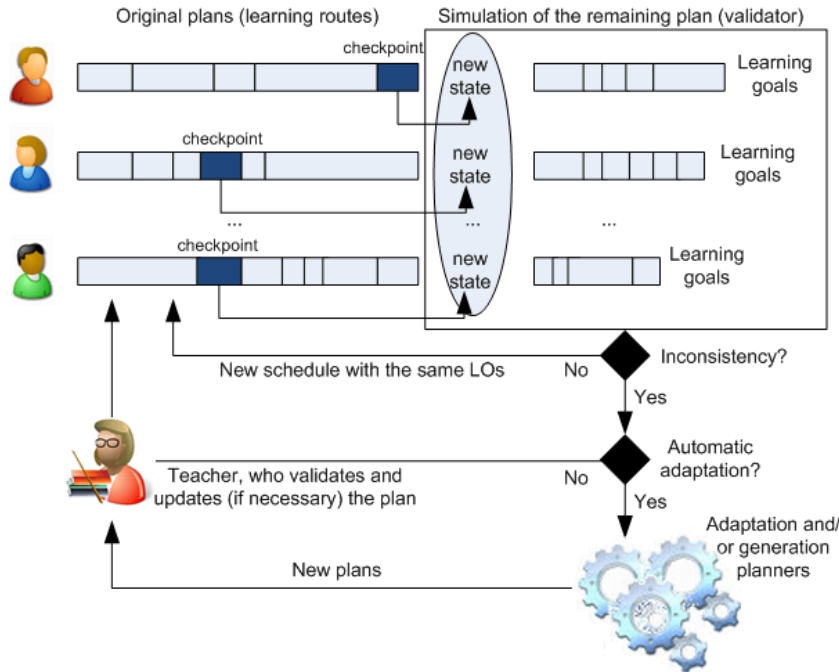 Original plans (learning routes)
Simulation of the remaining plan (validator)
checkpoint
new
state
Learning
goals
checkpoint
new
state
Learning
goals
...
...
...
checkpoint
new
state
Learning
goals
New schedule with the same LOs
No
Inconsistency?
Yes
Teacher, who validates and
updates (if necessary) the plan
No
Automatic
adaptation?
Yes
Adaptation and/
or generation
planners
New plans